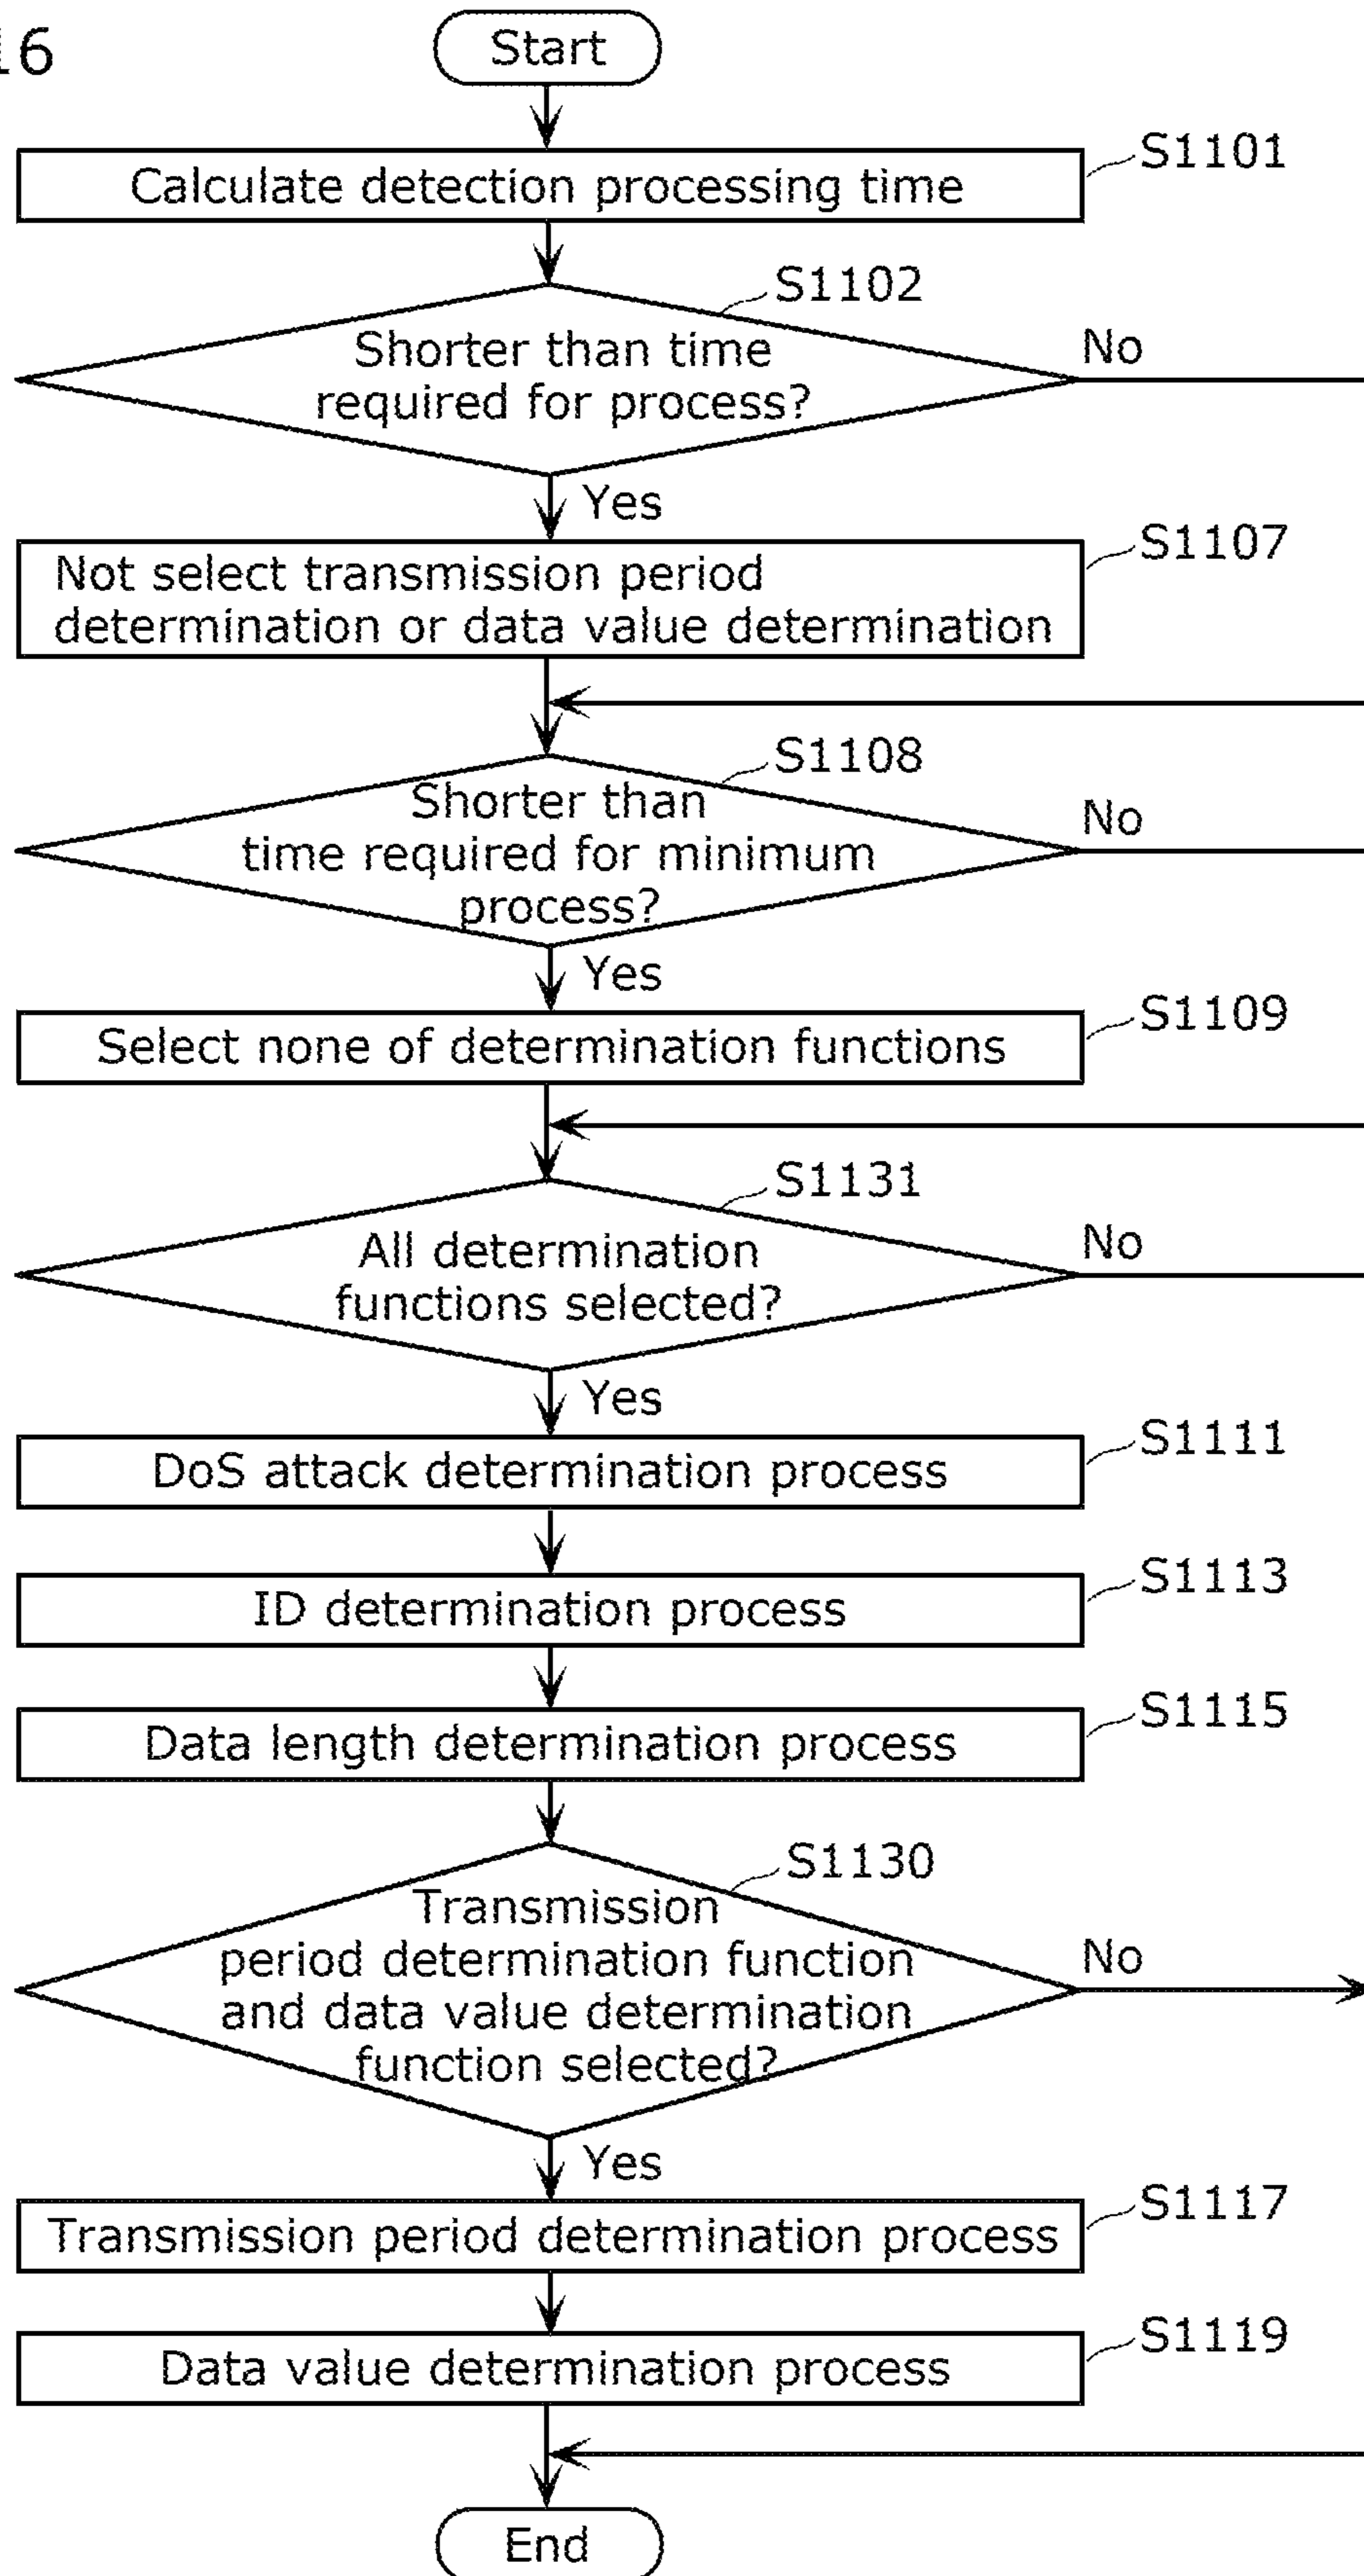 16
Start
S1101
Calculate detection processing time
S1102
Shorter than time
required for process?
No
Yes
S1107
Not select transmission period
determination or data value determination
S1108
Shorter than
time required for minimum
process?
No
Yes
S1109
Select none of determination functions
S1131
All determination
functions selected?
No
Yes
S1111
DoS attack determination process
S1113
ID determination process
S1115
Data length determination process
S1130
Transmission
period determination function
and data value determination
function selected?
No
Yes
S1117
Transmission period determination process
S1119
Data value determination process
End